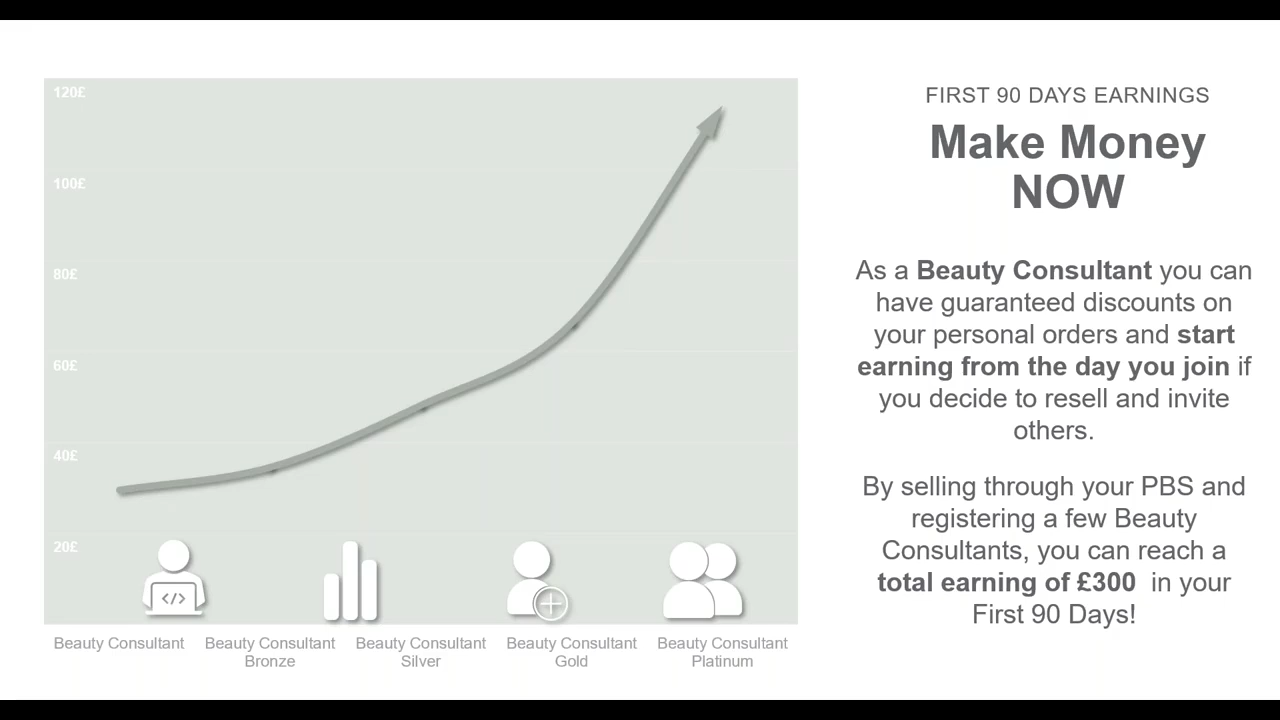 120£
100£
80£
60£
40£
20£
</>
Beauty Consultant
Beauty Consultant
Bronze
Beauty Consultant
Silver
Beauty Consultant
Gold
Beauty Consultant
Platinum
FIRST 90 DAYS EARNINGS
Make Money
NOW
As a Beauty Consultant you can
have guaranteed discounts on
your personal orders and start
earning from the day you join if
you decide to resell and invite
others.
By selling through your PBS and
registering a few Beauty
Consultants, you can reach a
total earning of £300 in your
First 90 Days!